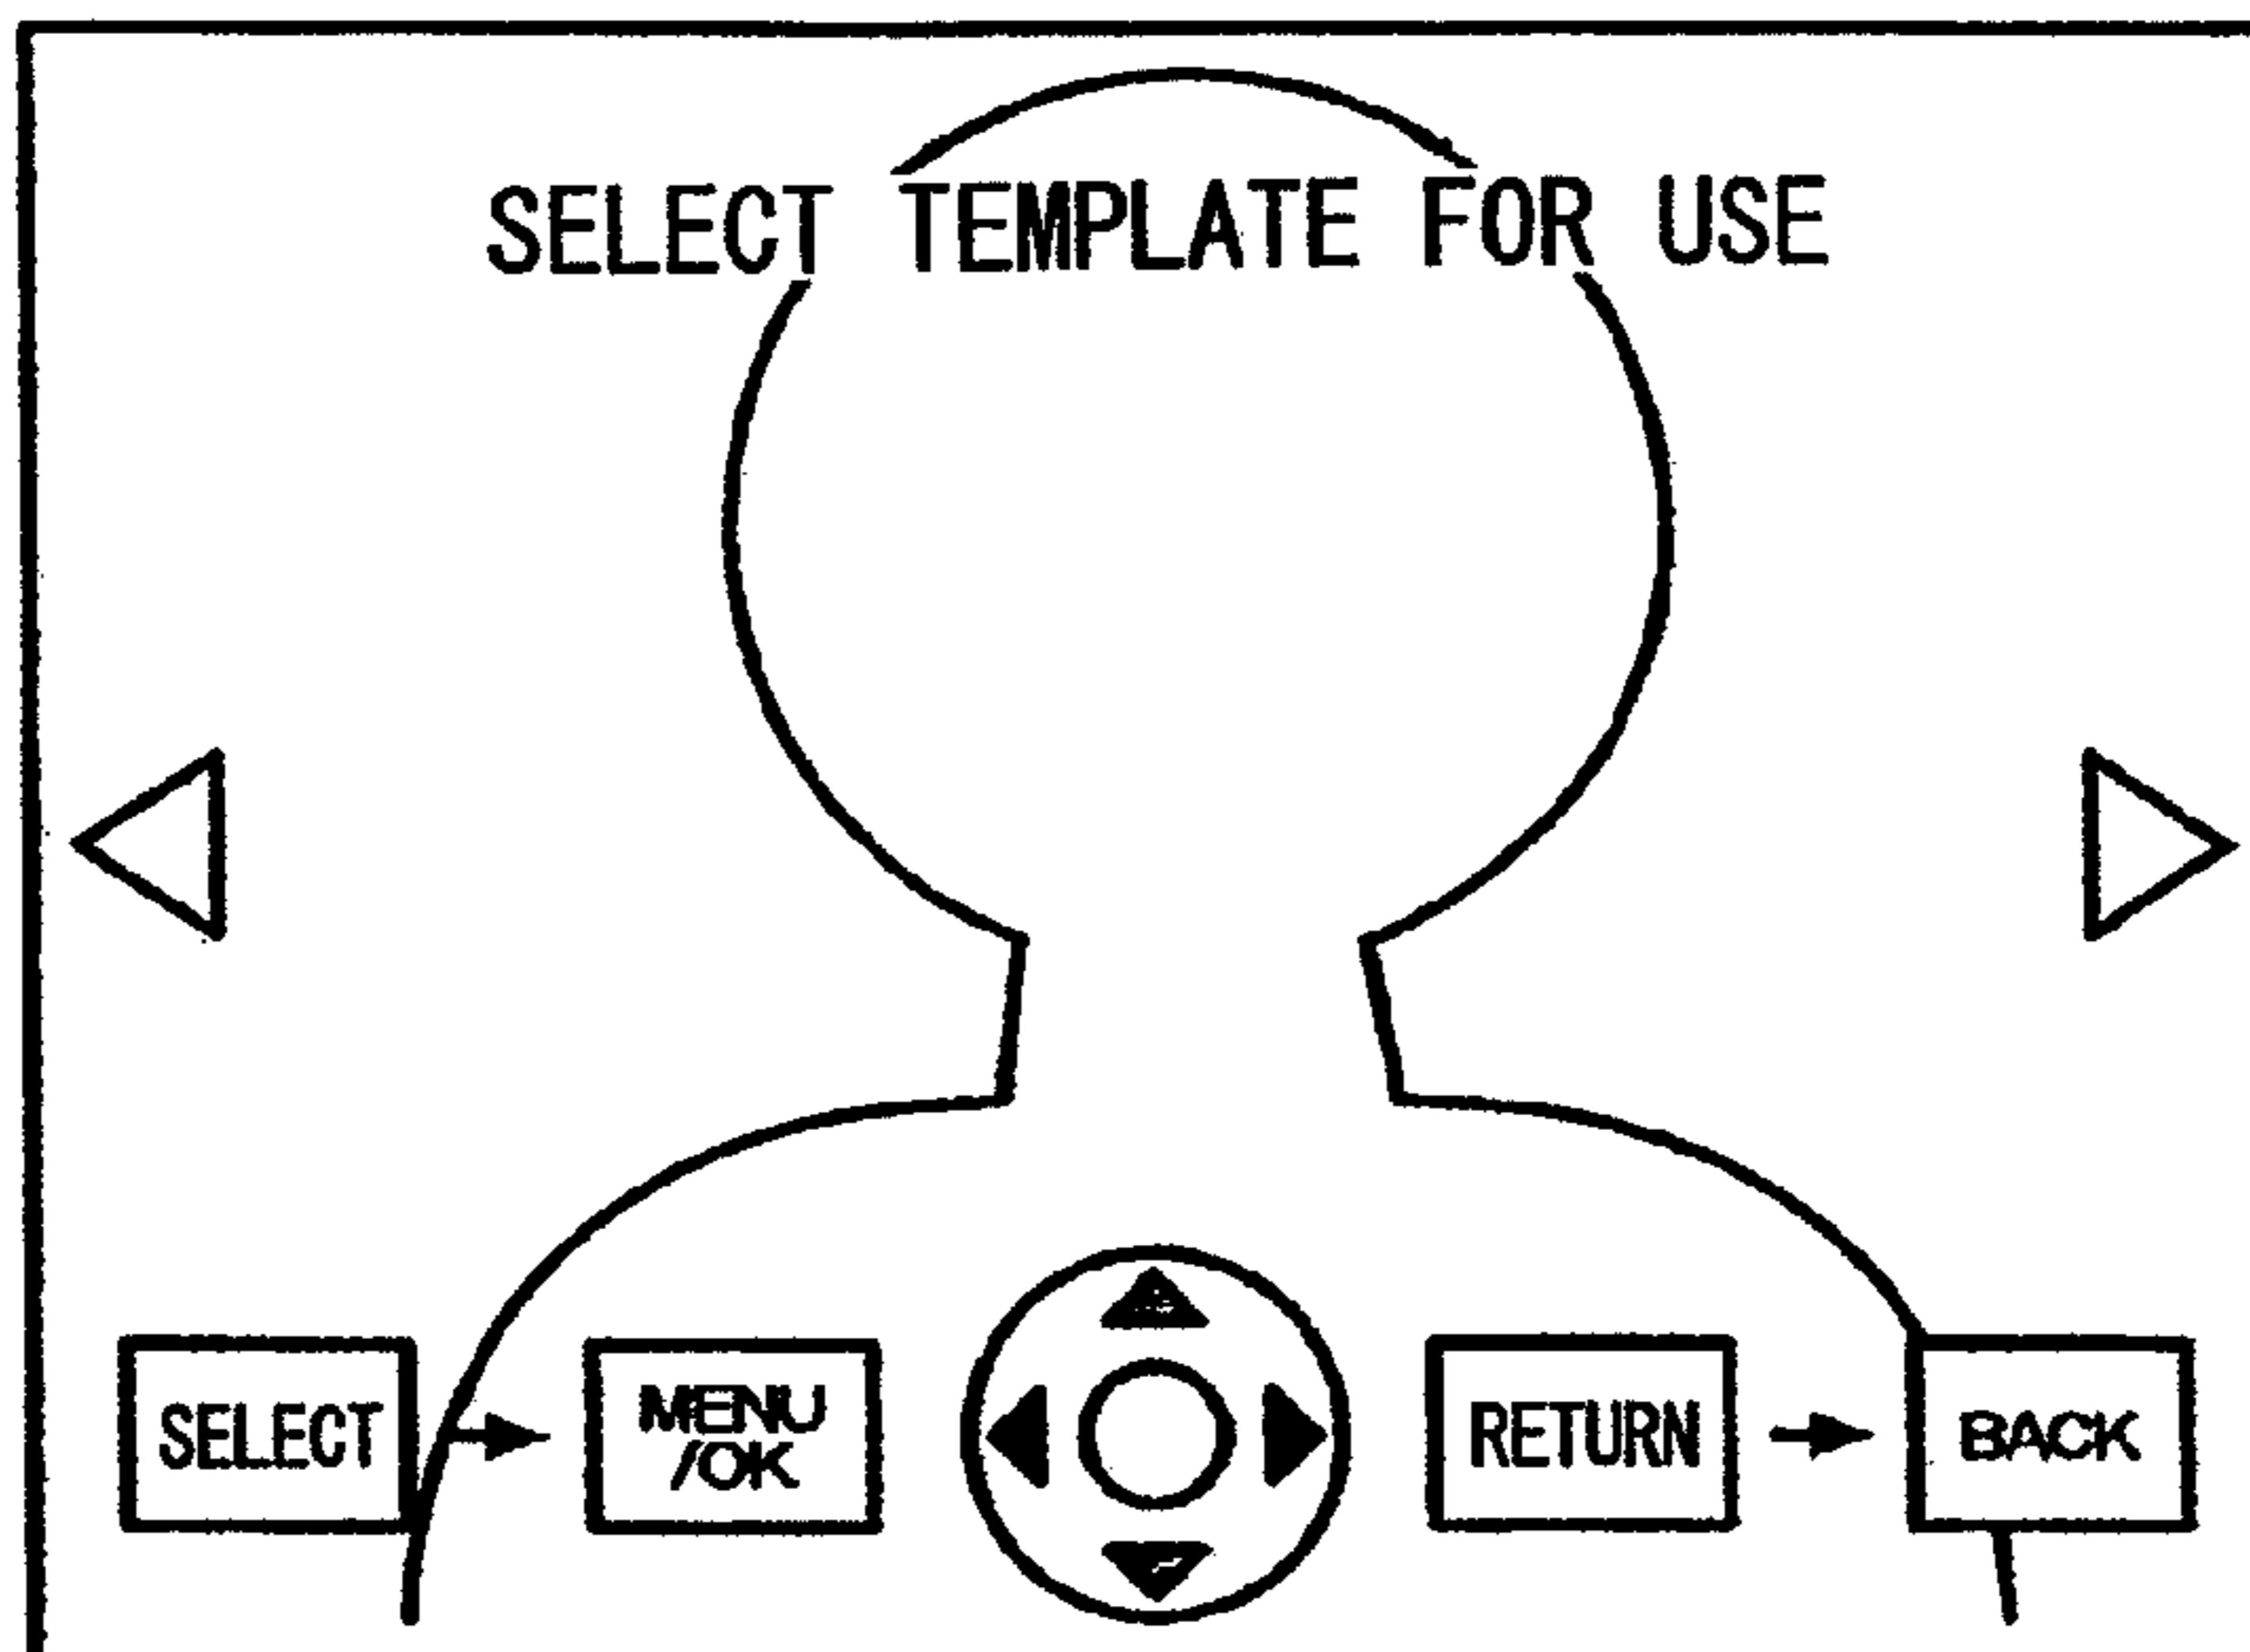 SELECT TEMPLATE FOR USE
SELECT
MENU
/OK
RETURN
BACK